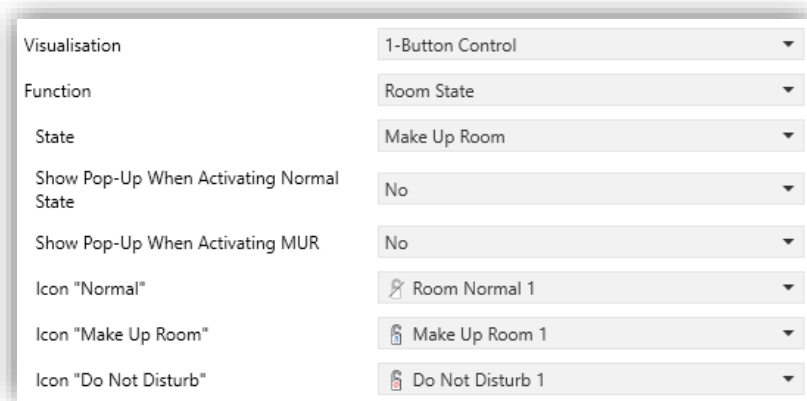 Visualisation 1-Button Control
Function Room State
State Make Up Room
Show Pop-Up When Activating Normal
State No
Show Pop-Up When Activating MUR No
Icon "Normal" Room Normal 1
Icon "Make Up Room" Make Up Room 1
Icon "Do Not Disturb" Do Not Disturb 1